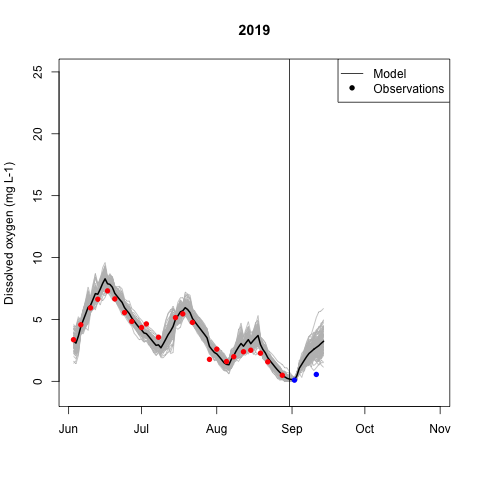 2019
Model
Observations
Dissolved oxygen (mg L-1)
25
20
15
10
5
0
Jun Jul Aug Sep Oct Nov